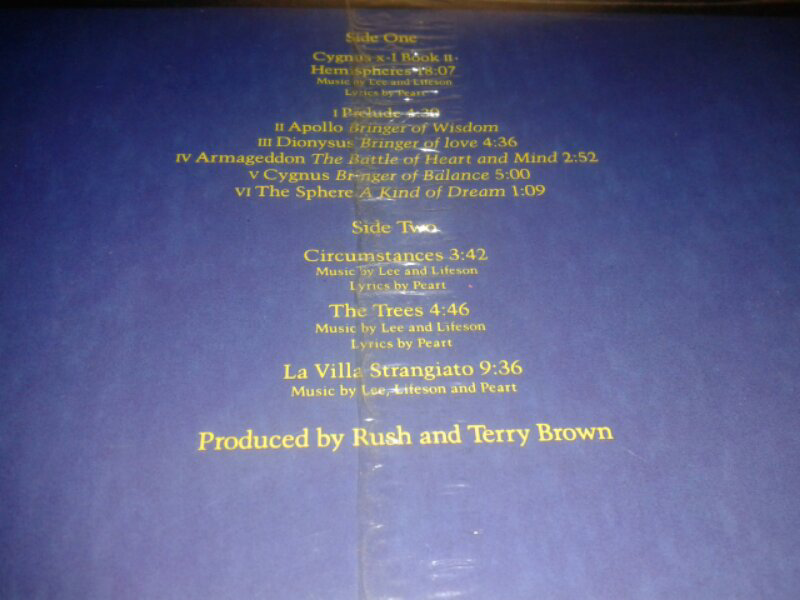 Side One
Cygnus x-1 Book II
Hemispheres 18:07
Music by Lee and Lifeson
Lyrics by Peart
I Prelude 4:30
II Apollo Bringer of Wisdom
III Dionysus Bringer of love 4:36
IV Armageddon The Battle of Heart and Mind 2:52
V Cygnus Bringer of Balance 5:00
VI The Sphere A Kind of Dream 1:09
Side Two
Circumstances 3:42
Music by Lee and Lifeson
Lyrics by Peart
The Trees 4:46
Music by Lee and Lifeson
Lyrics by Peart
La Villa Strangiato 9:36
Music by Lee, Lifeson and Peart
Produced by Rush and Terry Brown